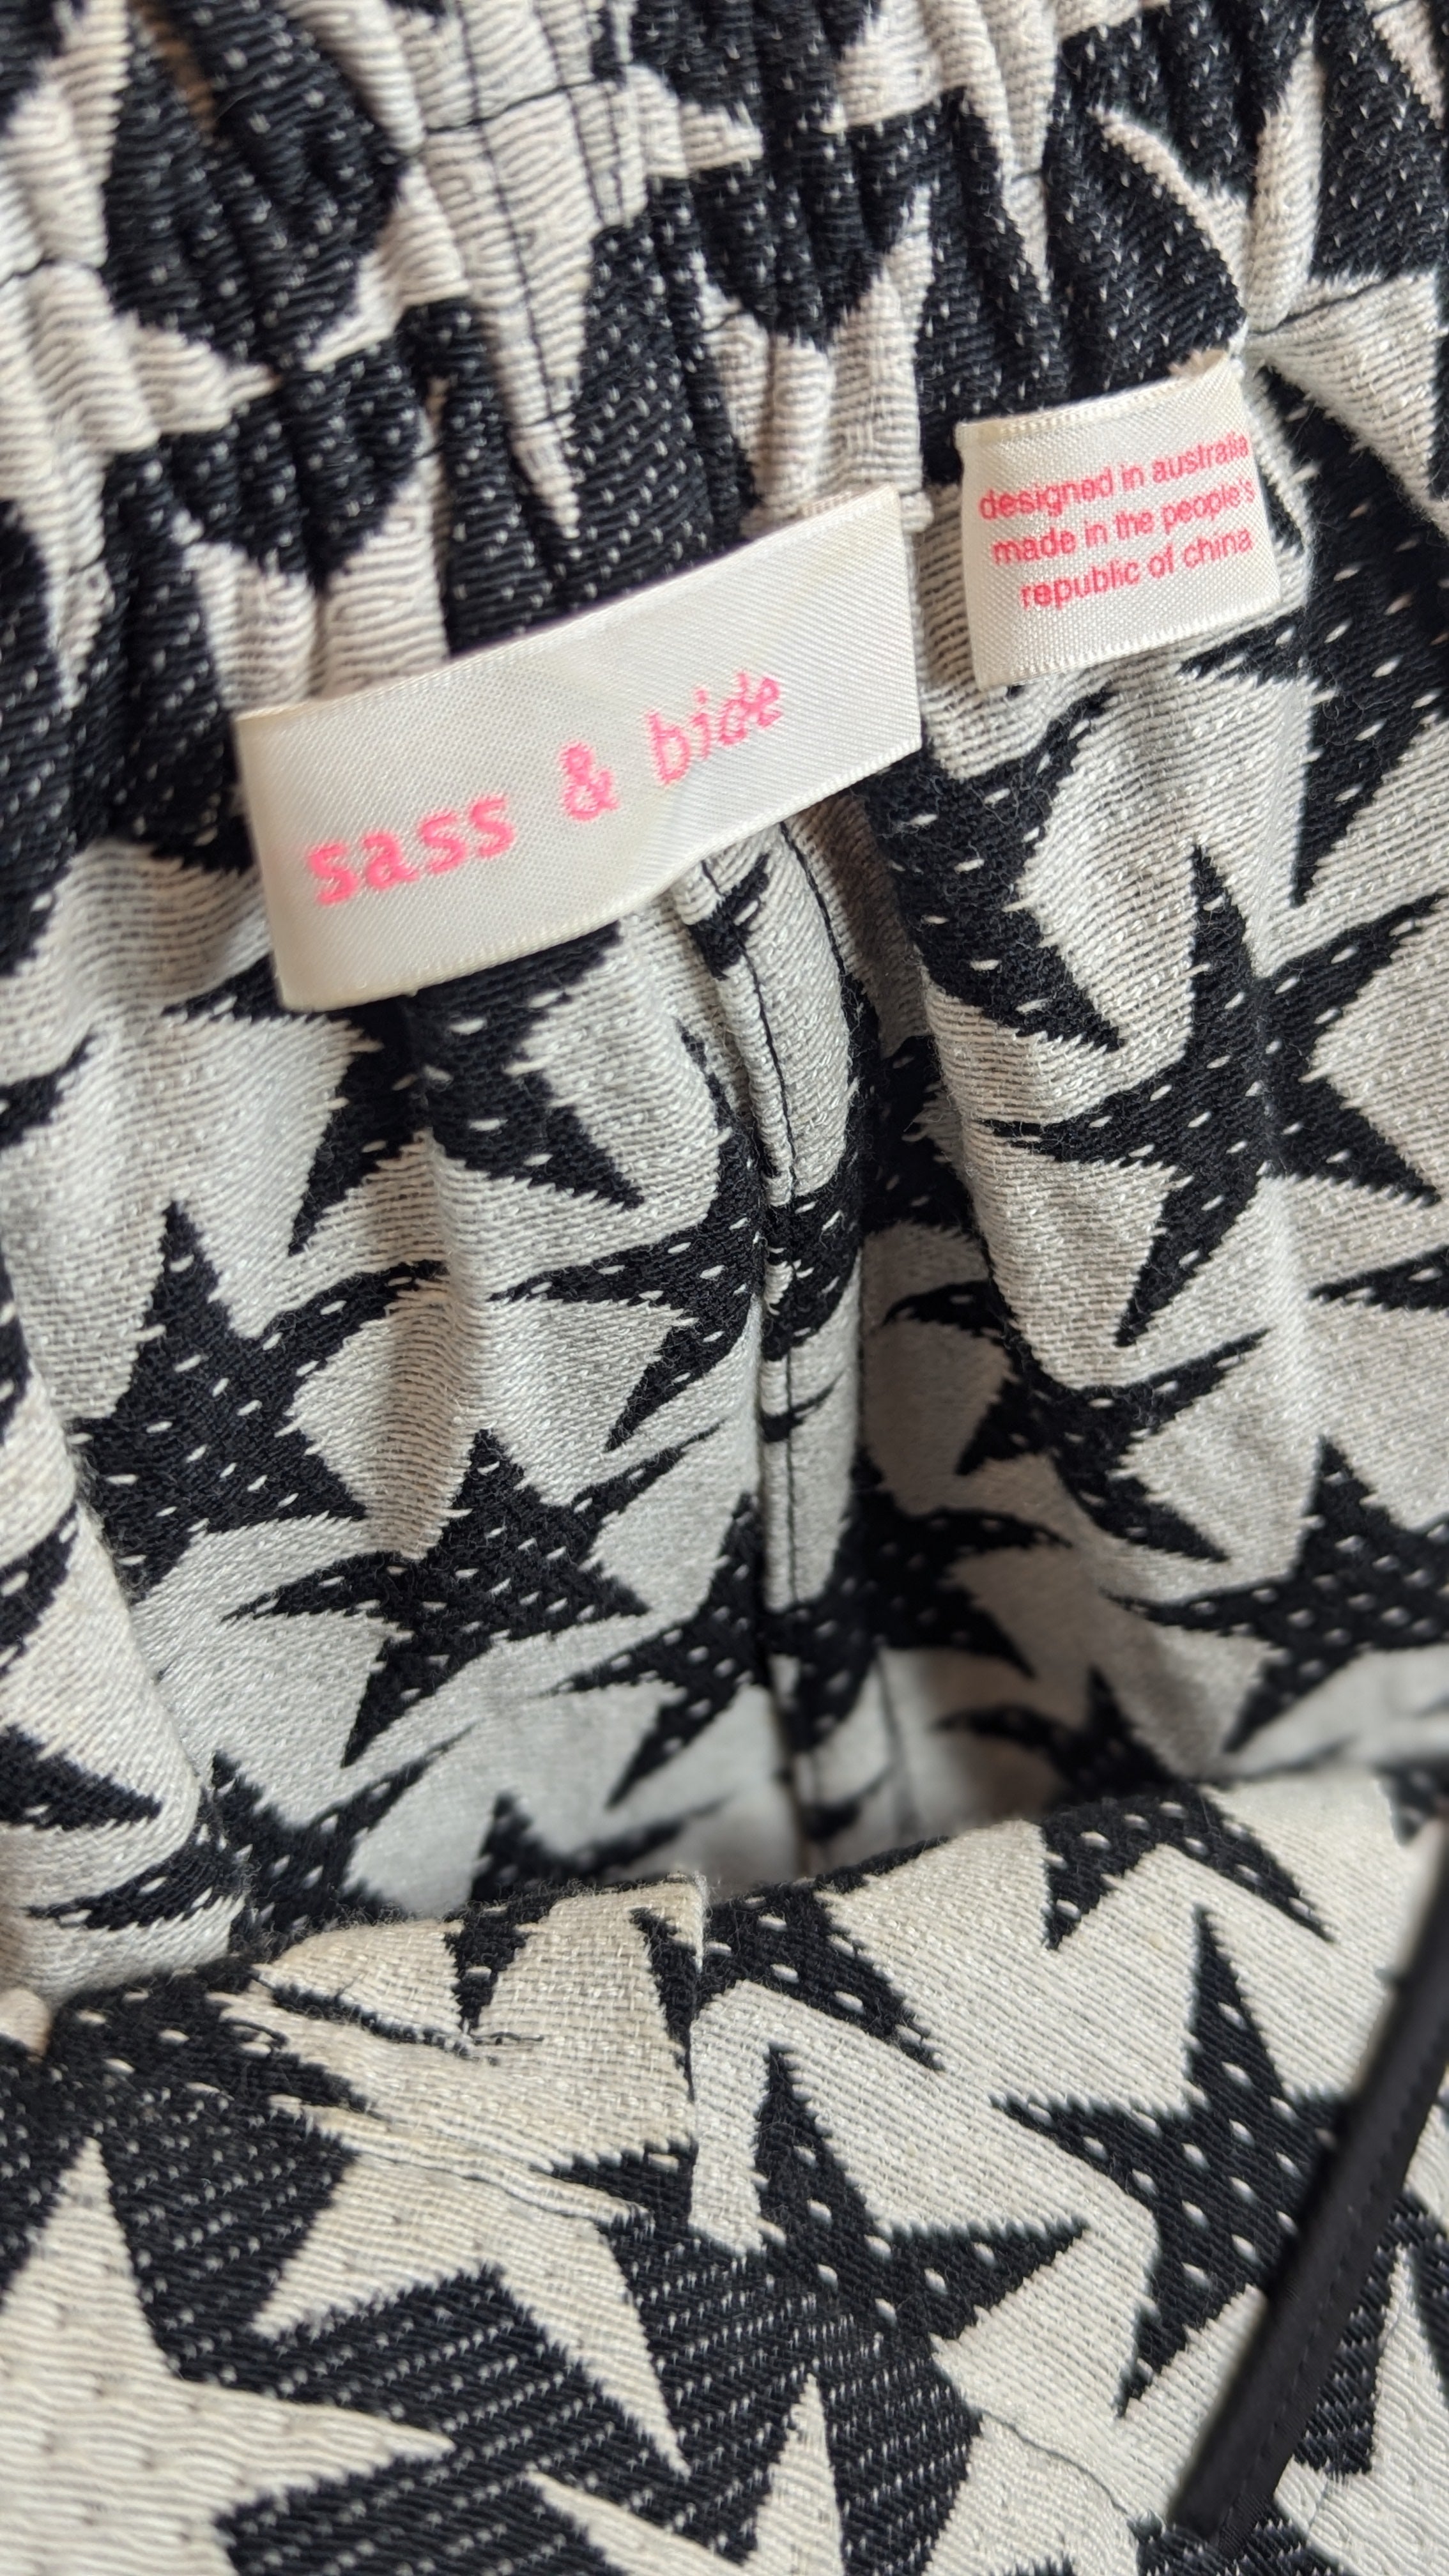 sass & bide
designed in australia
made in the people's
republic of china